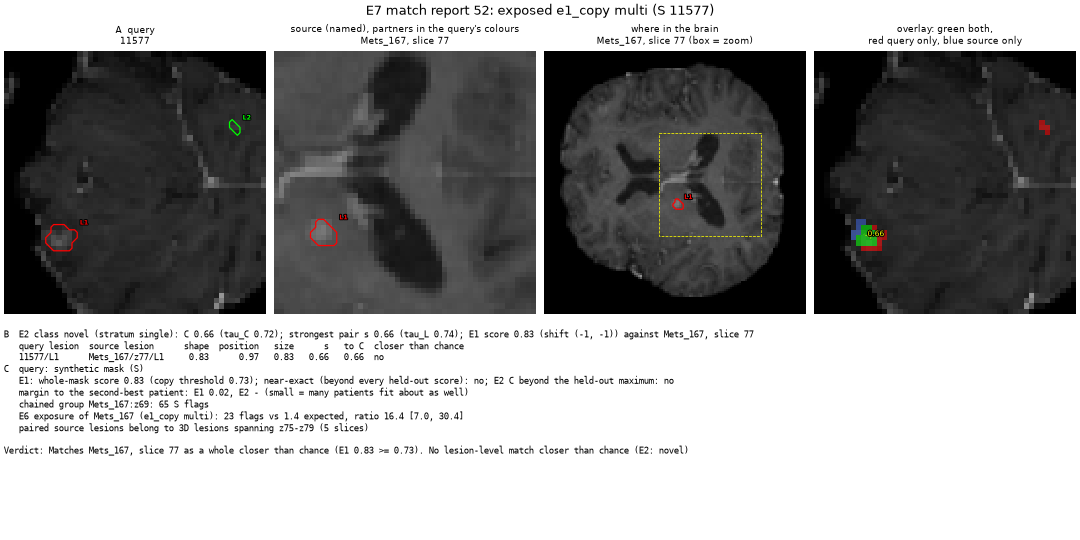 E7 match report 52: exposed e1_copy multi (S 11577)
A query
11577
source (named), partners in the query's colours
Mets_167, slice 77
where in the brain
Mets_167, slice 77 (box = zoom)
overlay: green both,
red query only, blue source only
L2
L1
L1
L1
0.66
B E2 class novel (stratum single): C 0.66 (tau_C 0.72); strongest pair s 0.66 (tau_L 0.74); E1 score 0.83 (shift (-1, -1)) against Mets_167, slice 77
query lesion source lesion shape position size s to C closer than chance
11577/L1 Mets_167/z77/L1 0.83 0.97 0.83 0.66 0.66 no
C query: synthetic mask (S)
E1: whole-mask score 0.83 (copy threshold 0.73); near-exact (beyond every held-out score): no; E2 C beyond the held-out maximum: no
margin to the second-best patient: E1 0.02, E2 - (small = many patients fit about as well)
chained group Mets_167:z69: 65 S flags
E6 exposure of Mets_167 (e1_copy multi): 23 flags vs 1.4 expected, ratio 16.4 [7.0, 30.4]
paired source lesions belong to 3D lesions spanning z75-z79 (5 slices)
Verdict: Matches Mets_167, slice 77 as a whole closer than chance (E1 0.83 >= 0.73). No lesion-level match closer than chance (E2: novel)